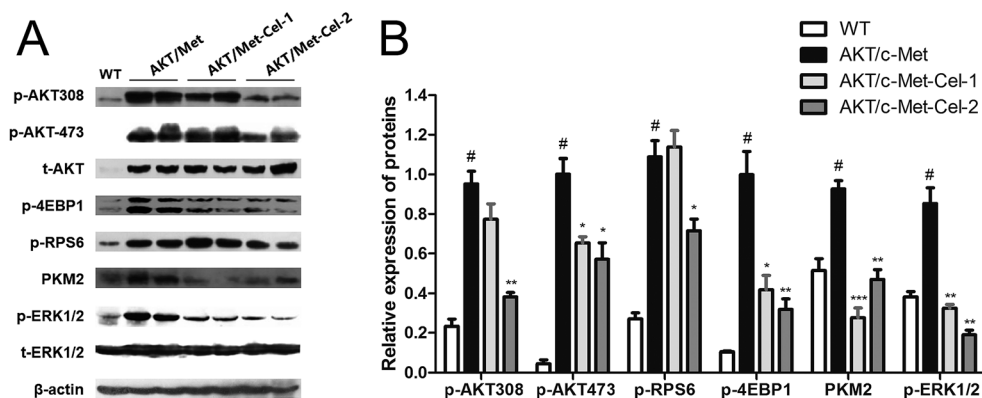 A
WT
AKT/Met
AKT/Met-Cel-1
AKT/Met-Cel-2
p-AKT308
p-AKT-473
t-AKT
p-4EBP1
p-RPS6
PKM2
p-ERK1/2
t-ERK1/2
β-actin
B
WT
AKT/c-Met
AKT/c-Met-Cel-1
AKT/c-Met-Cel-2
Relative expression of proteins
1.4
1.2
1.0
0.8
0.6
0.4
0.2
0.0
# ** # * * # * # * ** # *** ** # ** **
p-AKT308 p-AKT473 p-RPS6 p-4EBP1 PKM2 p-ERK1/2